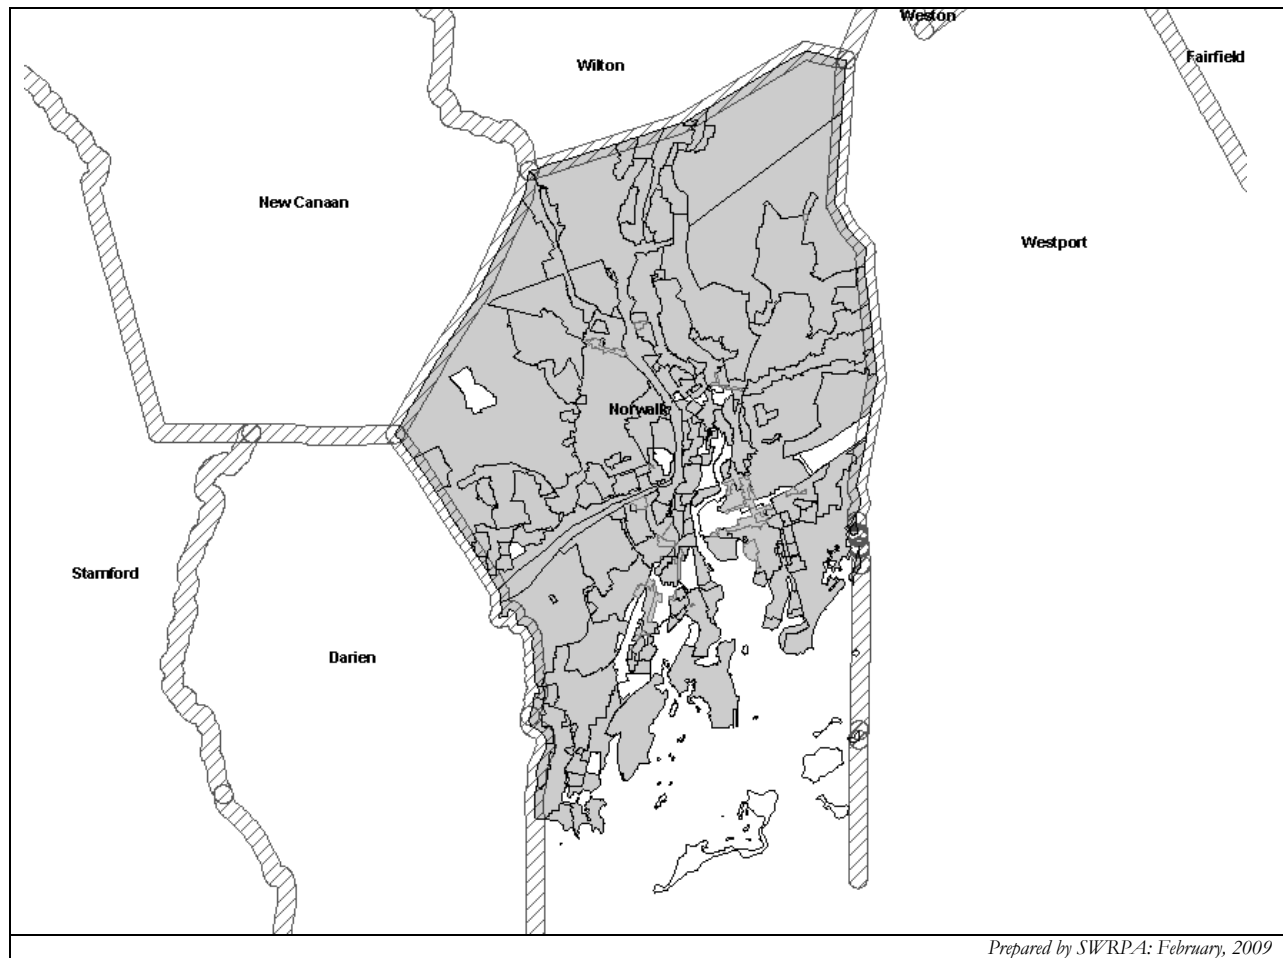 Weston
Fairfield
Wilton
New Canaan
Westport
Norwalk
Stamford
Darien
Prepared by SWRPA: February, 2009